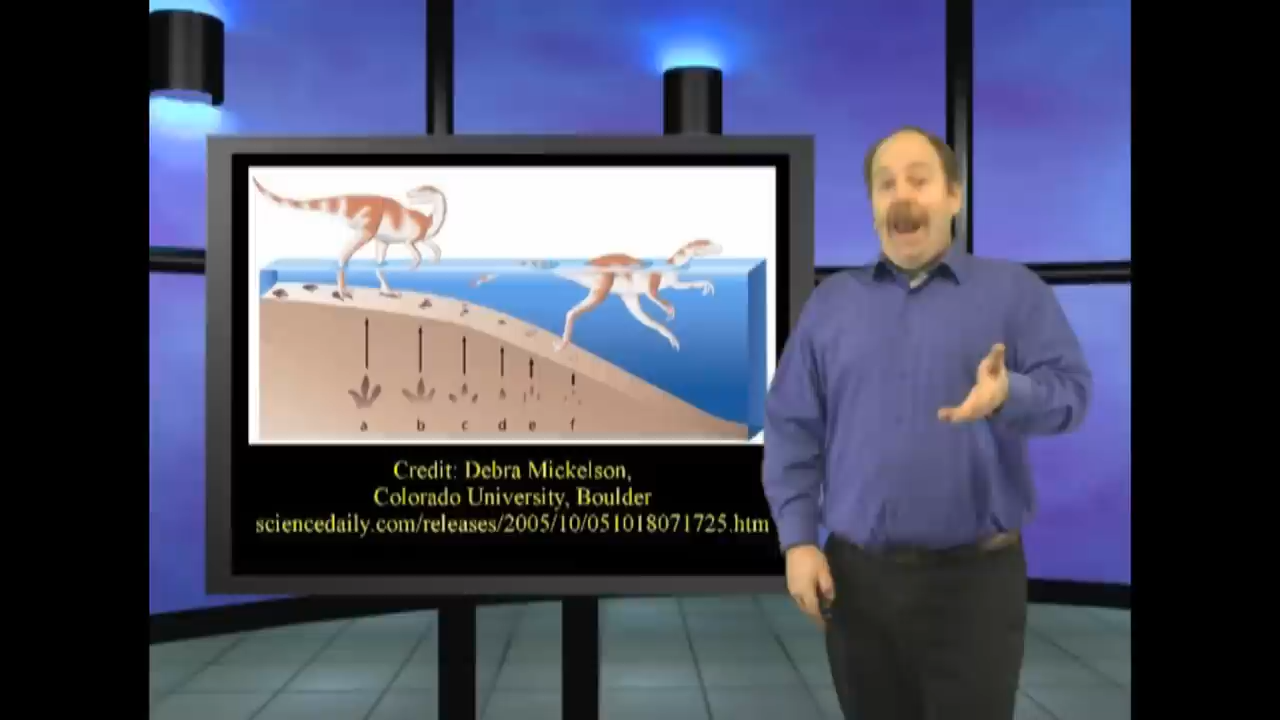 a b c d e f
Credit: Debra Mickelson,
Colorado University, Boulder
sciencedaily.com/releases/2005/10/051018071725.htm